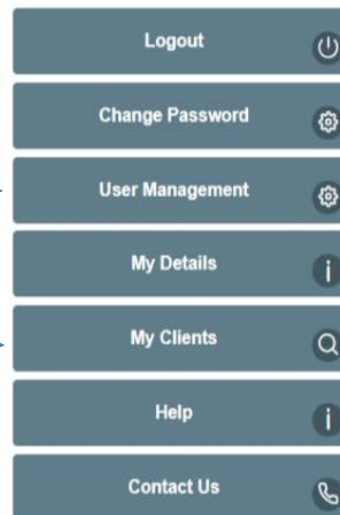 Logout
Change Password
User Management
My Details
My Clients
Help
Contact Us